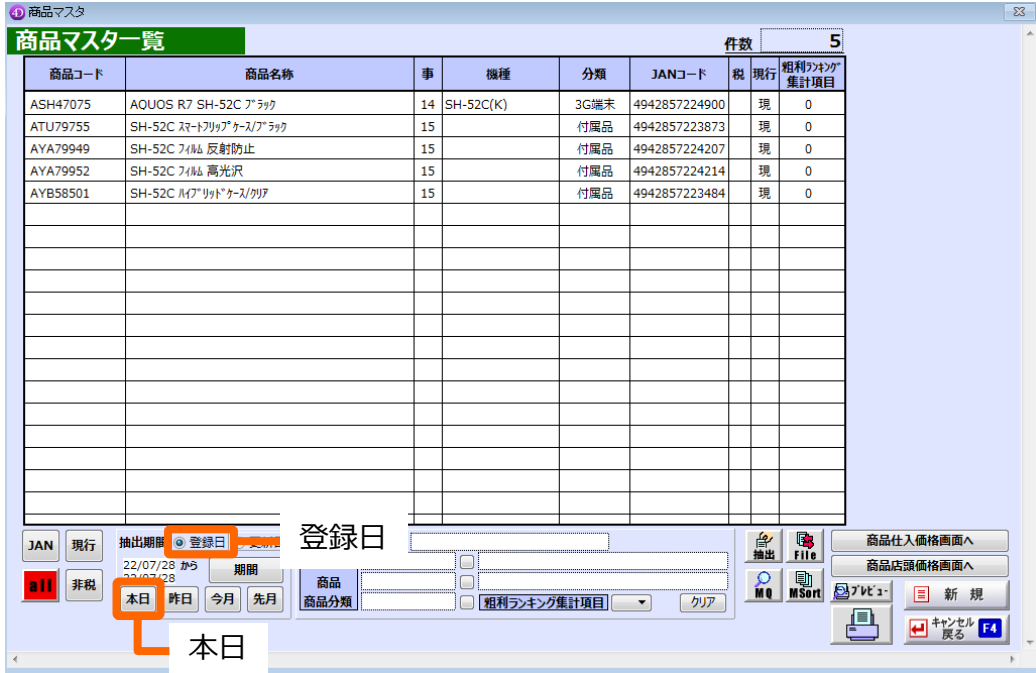 商品マスタ
商品マスタ一覧
件数 5
商品コード 商品名称 事 機種 分類 JANコード 税 現行 粗利ﾗﾝｷﾝｸﾞ 集計項目
ASH47075 AQUOS R7 SH-52C ﾌﾞﾗｯｸ 14 SH-52C(K) 3G端末 4942857224900 現 0
ATU79755 SH-52C ｽﾏｰﾄﾌﾘｯﾌﾟｹｰｽ/ﾌﾞﾗｯｸ 15 付属品 4942857223873 現 0
AYA79949 SH-52C ﾌｨﾙﾑ 反射防止 15 付属品 4942857224207 現 0
AYA79952 SH-52C ﾌｨﾙﾑ 高光沢 15 付属品 4942857224214 現 0
AYB58501 SH-52C ﾊｲﾌﾞﾘｯﾄﾞｹｰｽ/ｸﾘｱ 15 付属品 4942857223484 現 0
JAN 現行
all 非税
抽出期間 登録日
登録日
22/07/28 から
22/07/28
期間
本日 昨日 今月 先月
本日
商品
商品分類
粗利ランキング集計項目
クリア
抽出 File
MQ MSort
商品仕入価格画面へ
商品店頭価格画面へ
ﾌﾟﾚﾋﾞｭｰ
新 規
キャンセル
戻る
F4